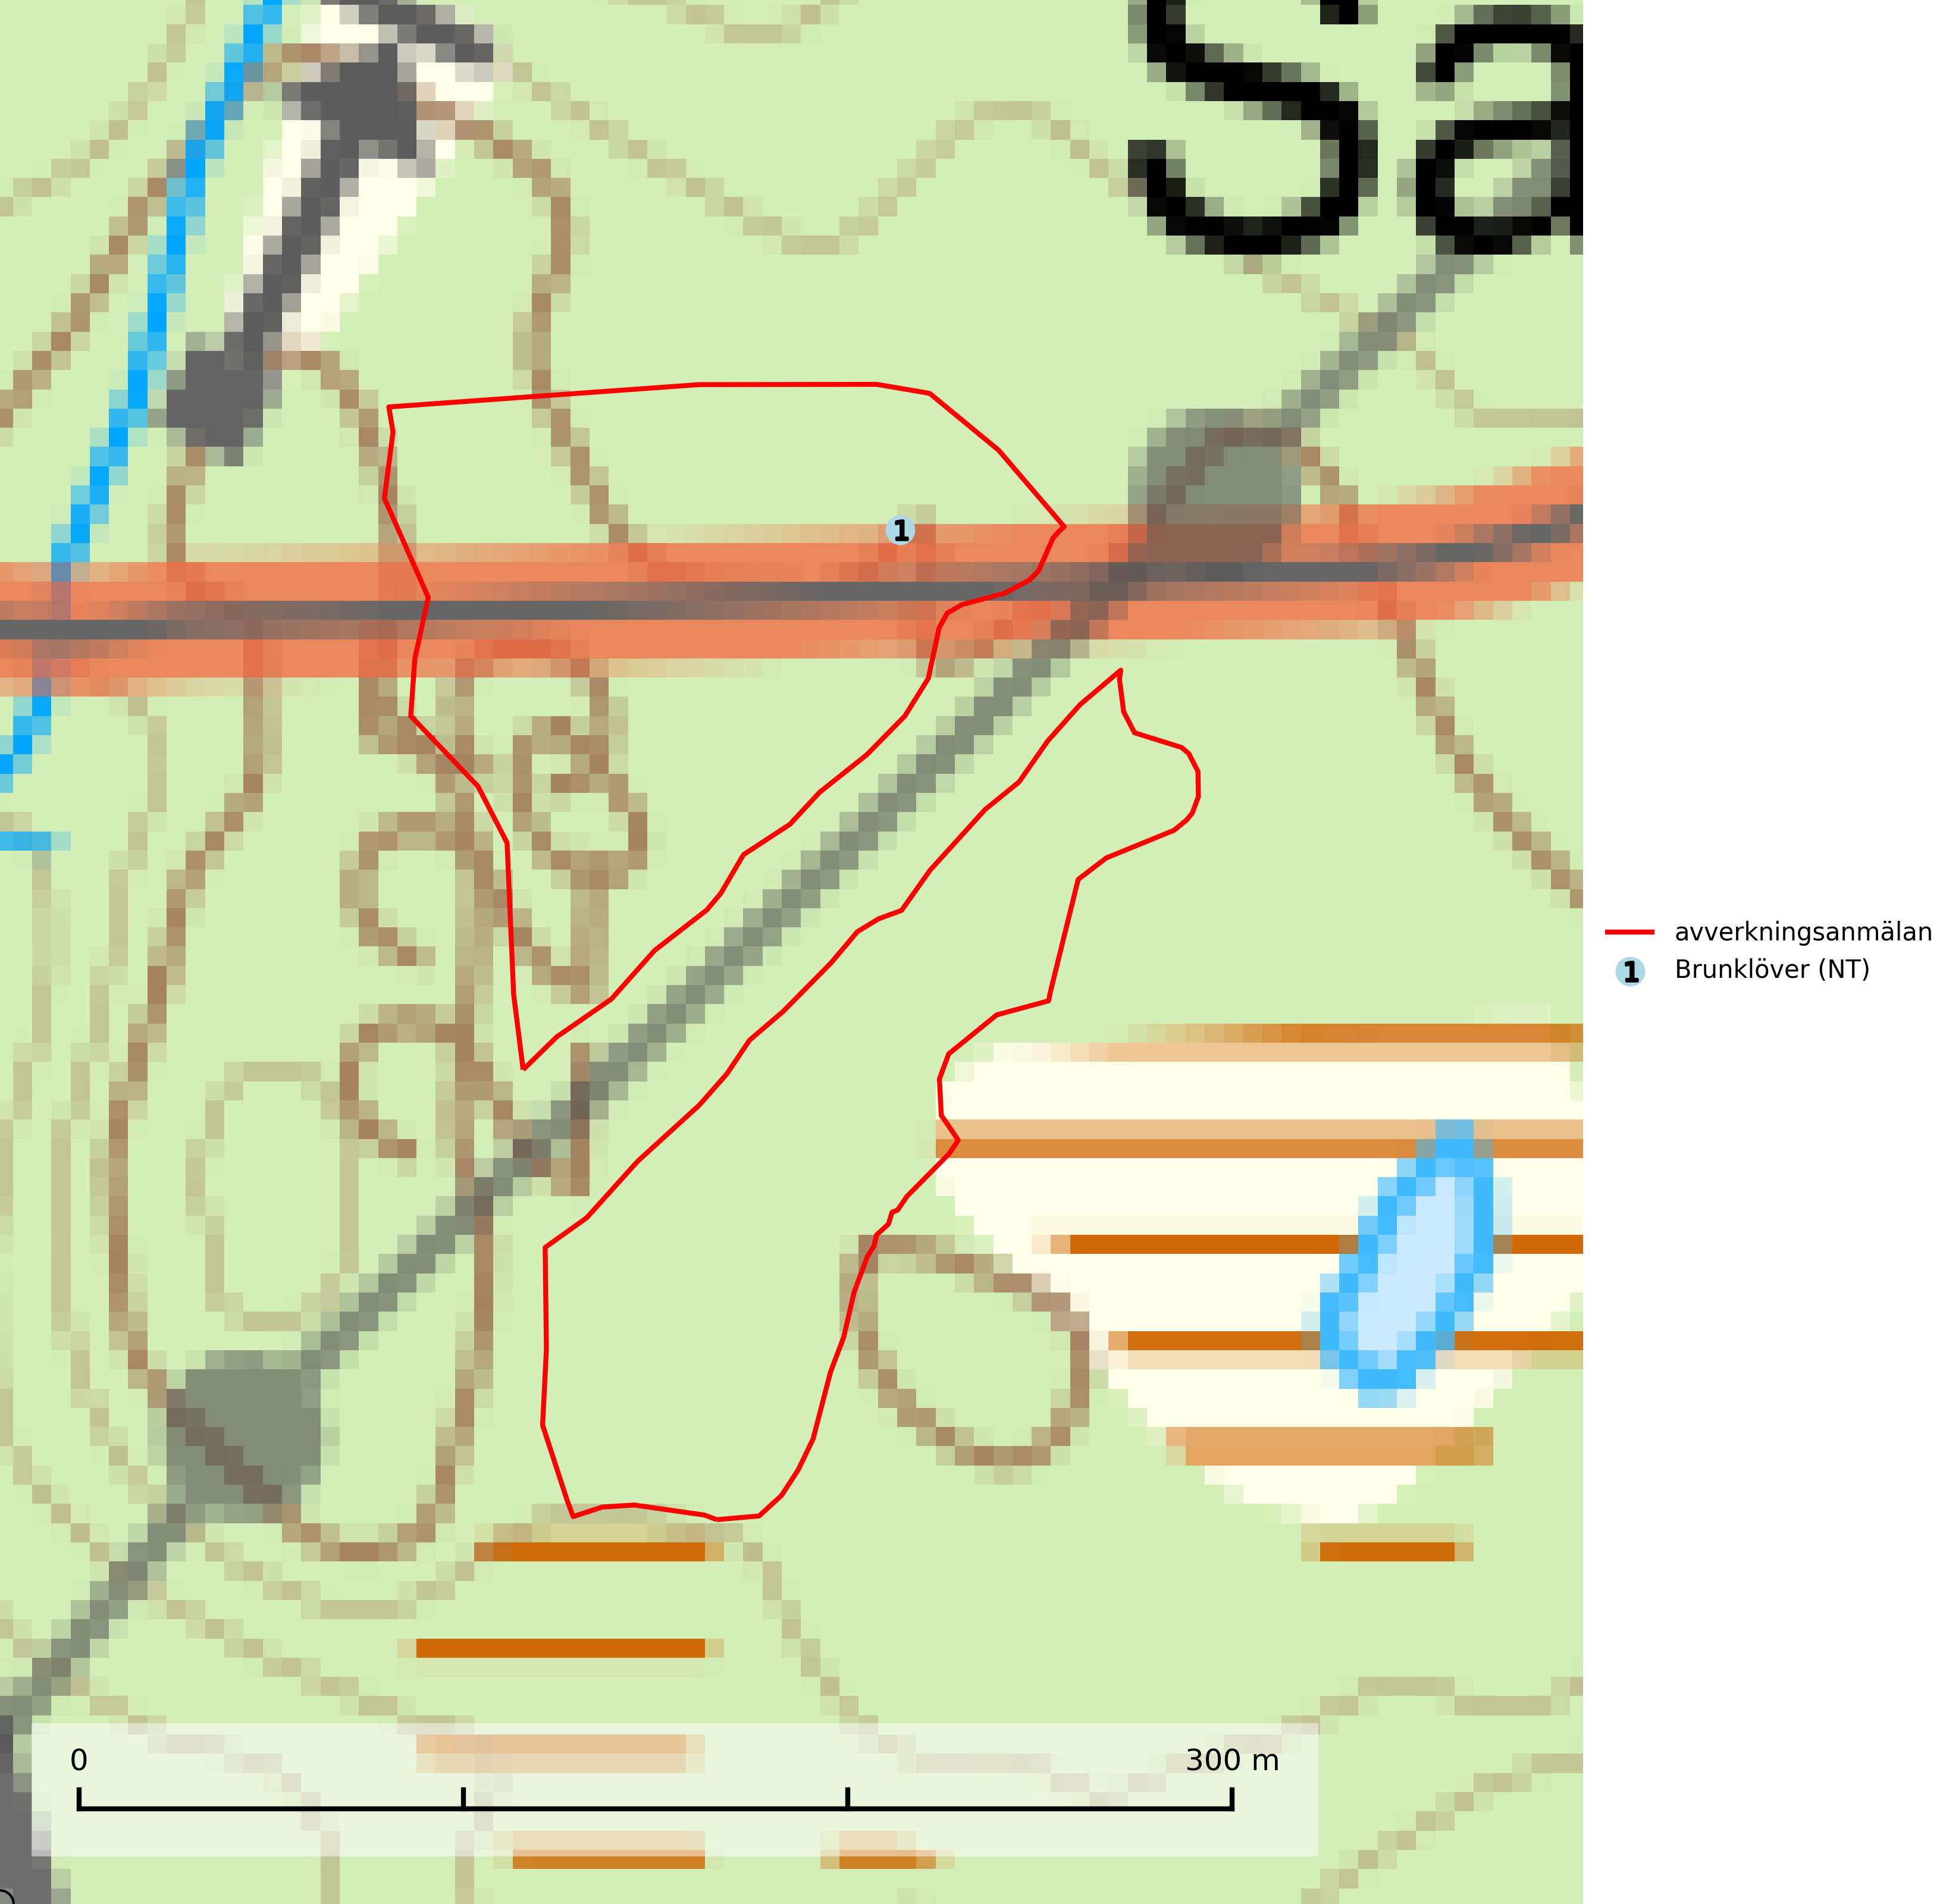 Sa
1
avverkningsanmälan
1 Brunklöver (NT)
0 300 m